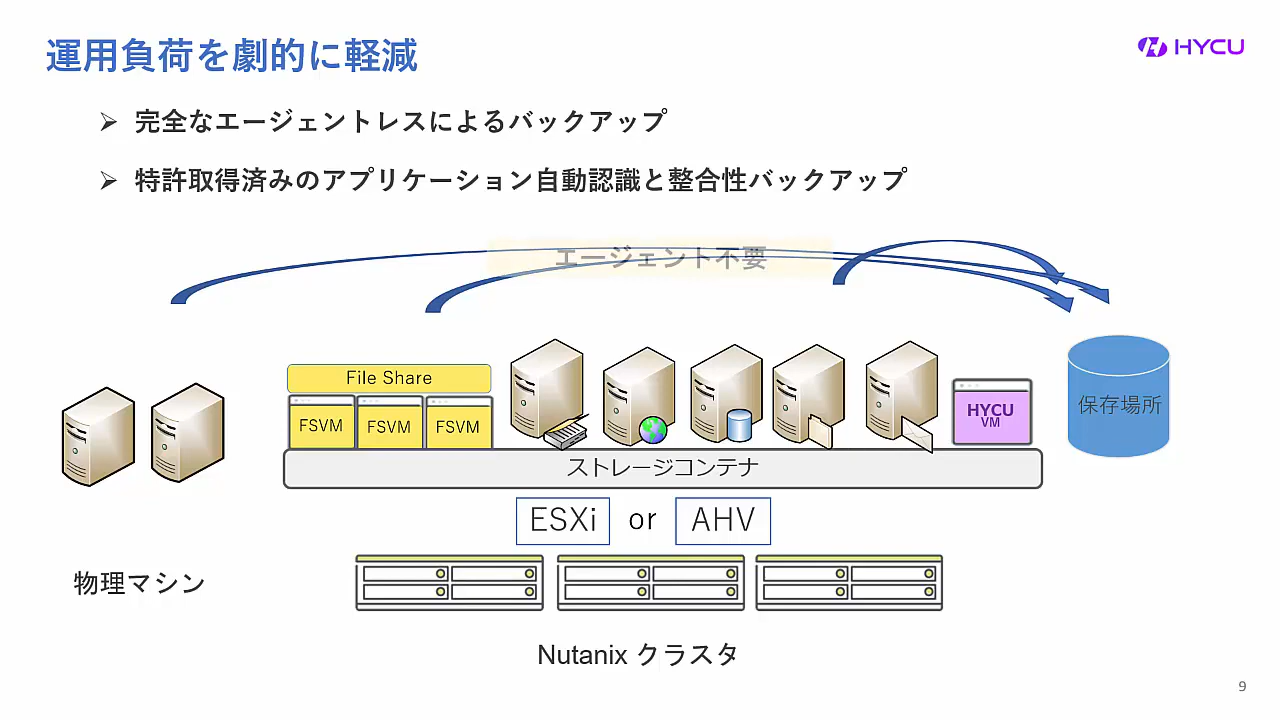 運用負荷を劇的に軽減
HYCU
完全なエージェントレスによるバックアップ
特許取得済みのアプリケーション自動認識と整合性バックアップ
エージェント不要
File Share
FSVM
FSVM
FSVM
HYCU
VM
保存場所
ストレージコンテナ
ESXi or AHV
物理マシン
Nutanix クラスタ
9